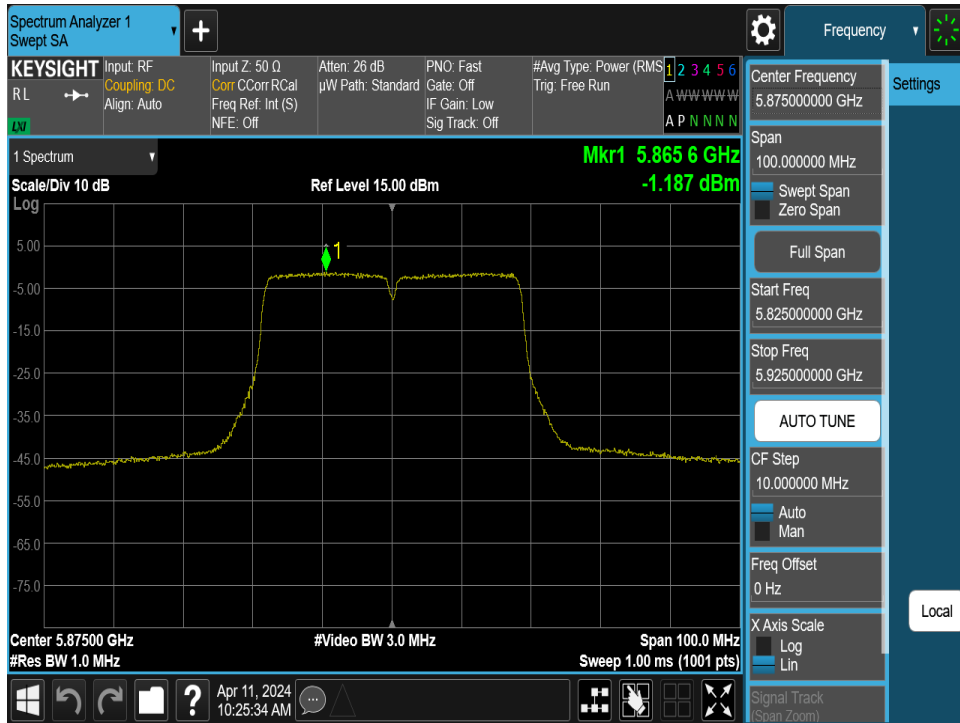 Spectrum Analyzer 1
Swept SA
+
Frequency
KEYSIGHT
R L
LXI
Input: RF
Coupling: DC
Align: Auto
Input Z: 50 Ω
Corr CCorr RCal
Freq Ref: Int (S)
NFE: Off
Atten: 26 dB
µW Path: Standard
PNO: Fast
Gate: Off
IF Gain: Low
Sig Track: Off
#Avg Type: Power (RMS
Trig: Free Run
1 2 3 4 5 6
A W W W W W
A P N N N N
1 Spectrum
Scale/Div 10 dB
Log
Ref Level 15.00 dBm
Mkr1 5.865 6 GHz
-1.187 dBm
1
5.00
-5.00
-15.0
-25.0
-35.0
-45.0
-55.0
-65.0
-75.0
Center 5.87500 GHz
#Res BW 1.0 MHz
#Video BW 3.0 MHz
Span 100.0 MHz
Sweep 1.00 ms (1001 pts)
Center Frequency
5.875000000 GHz
Span
100.000000 MHz
Swept Span
Zero Span
Full Span
Start Freq
5.825000000 GHz
Stop Freq
5.925000000 GHz
AUTO TUNE
CF Step
10.000000 MHz
Auto
Man
Freq Offset
0 Hz
X Axis Scale
Log
Lin
Signal Track
(Span Zoom)
Settings
Local
?
Apr 11, 2024
10:25:34 AM